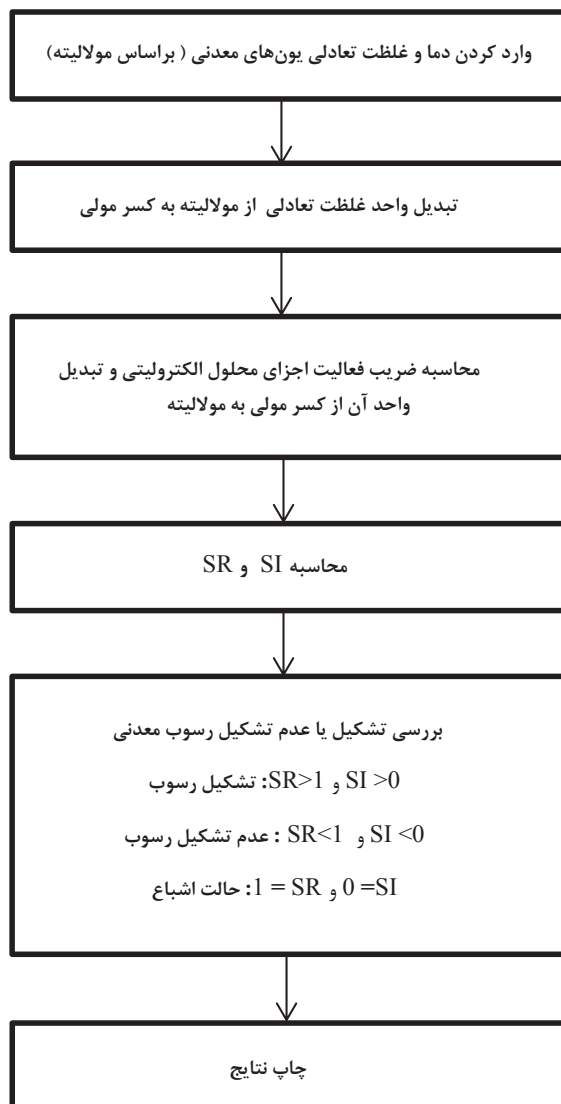 وارد کردن دما و غلظت تعادلی یون‌های معدنی ( براساس مولالیته)
تبدیل واحد غلظت تعادلی از مولالیته به کسر مولی
محاسبه ضریب فعالیت اجزای محلول الکترولیتی و تبدیل
واحد آن از کسر مولی به مولالیته
محاسبه SI و SR
بررسی تشکیل یا عدم تشکیل رسوب معدنی
SI >0 و SR>1: تشکیل رسوب
SI <0 و SR<1 : عدم تشکیل رسوب
SI= 0 و SR = 1: حالت اشباع
چاپ نتایج